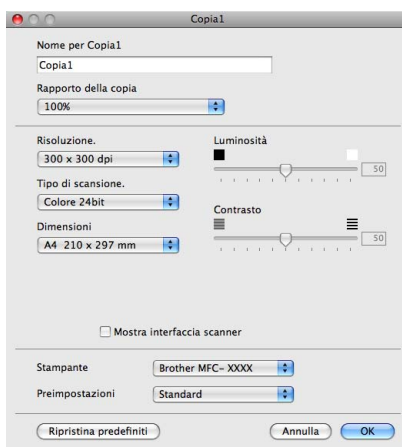 Copia1
Nome per Copia1
Copia1
Rapporto della copia
100%
Risoluzione.
300 x 300 dpi
Tipo di scansione.
Colore 24bit
Dimensioni
A4 210 x 297 mm
Luminosità
50
Contrasto
50
Mostra interfaccia scanner
Stampante
Brother MFC- XXXX
Preimpostazioni
Standard
Ripristina predefiniti
Annulla
OK